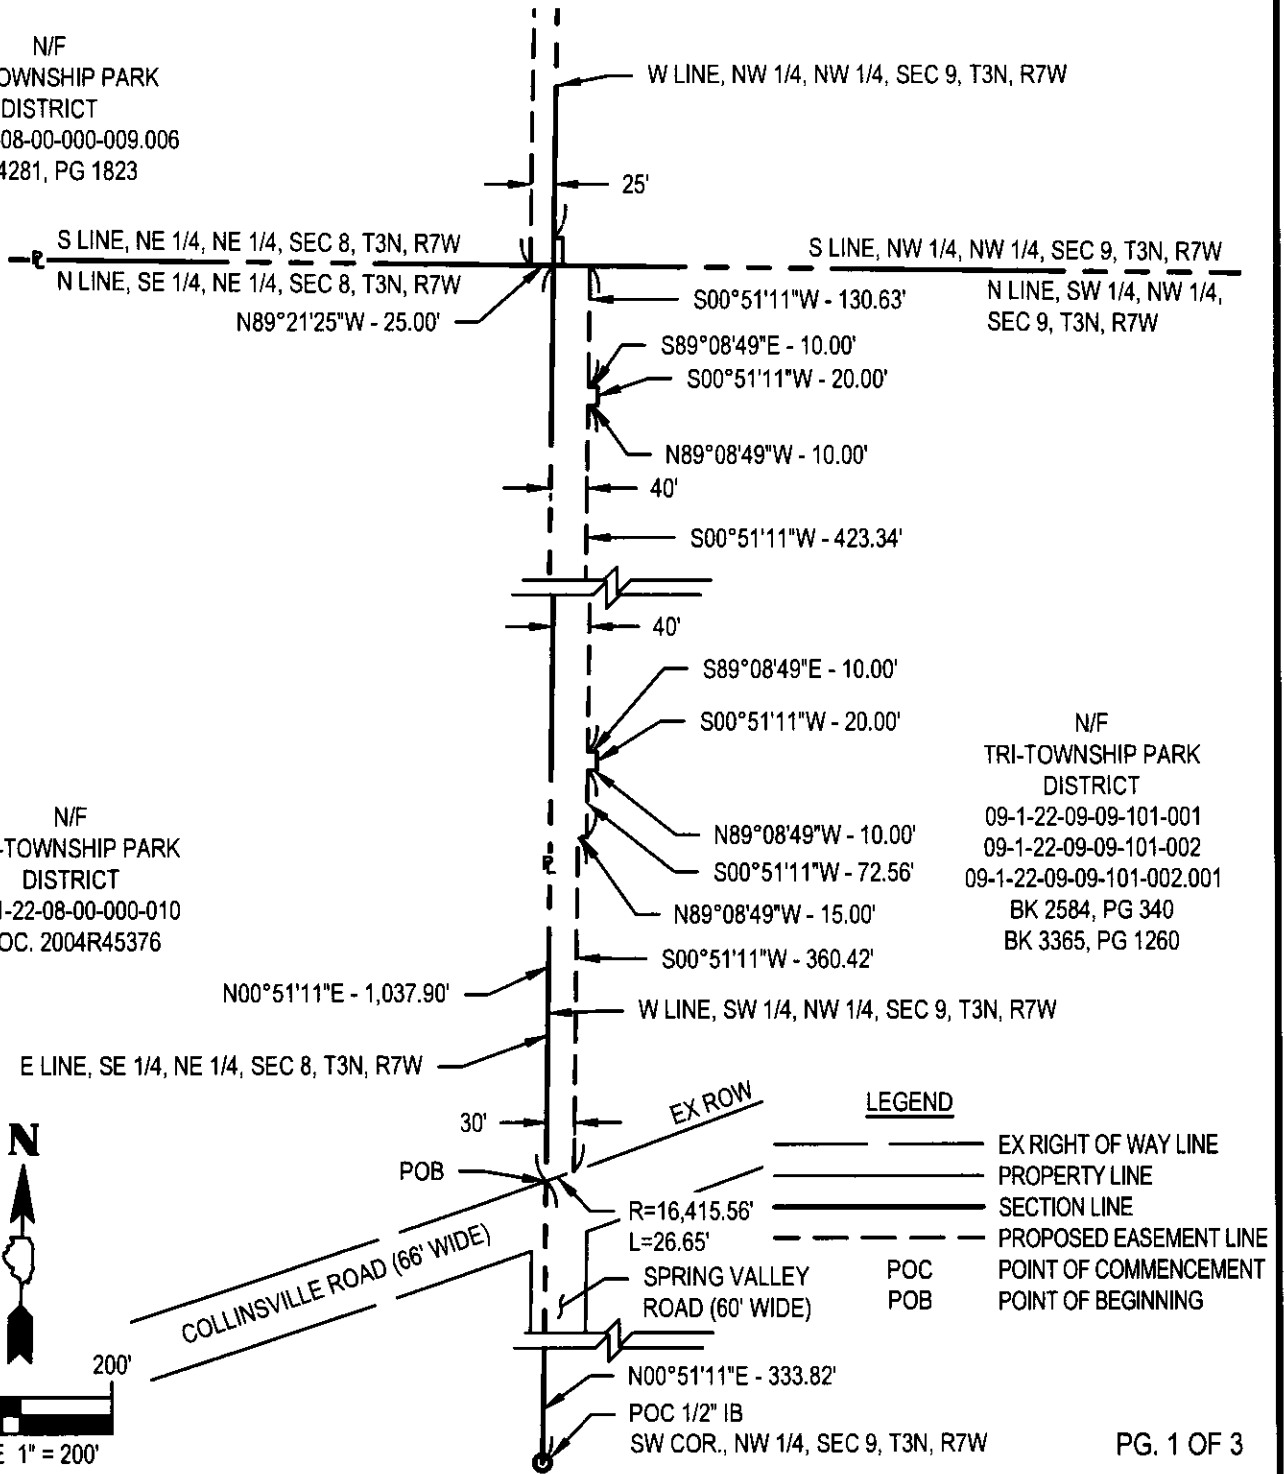 N/F
OWNSHIP PARK
DISTRICT
08-00-000-009.006
4281, PG 1823
W LINE, NW 1/4, NW 1/4, SEC 9, T3N, R7W
25'
S LINE, NE 1/4, NE 1/4, SEC 8, T3N, R7W
N LINE, SE 1/4, NE 1/4, SEC 8, T3N, R7W
S LINE, NW 1/4, NW 1/4, SEC 9, T3N, R7W
N LINE, SW 1/4, NW 1/4,
SEC 9, T3N, R7W
N89°21'25"W - 25.00'
S00°51'11"W - 130.63'
S89°08'49"E - 10.00'
S00°51'11"W - 20.00'
N89°08'49"W - 10.00'
40'
S00°51'11"W - 423.34'
40'
S89°08'49"E - 10.00'
S00°51'11"W - 20.00'
N89°08'49"W - 10.00'
S00°51'11"W - 72.56'
N89°08'49"W - 15.00'
S00°51'11"W - 360.42'
N/F
TRI-TOWNSHIP PARK
DISTRICT
09-1-22-09-09-101-001
09-1-22-09-09-101-002
09-1-22-09-09-101-002.001
BK 2584, PG 340
BK 3365, PG 1260
N/F
-TOWNSHIP PARK
DISTRICT
1-22-08-00-000-010
OC. 2004R45376
PL
PL
N00°51'11"E - 1,037.90'
W LINE, SW 1/4, NW 1/4, SEC 9, T3N, R7W
E LINE, SE 1/4, NE 1/4, SEC 8, T3N, R7W
30'
EX ROW
POB
R=16,415.56'
L=26.65'
COLLINSVILLE ROAD (66' WIDE)
SPRING VALLEY
ROAD (60' WIDE)
N00°51'11"E - 333.82'
POC 1/2" IB
SW COR., NW 1/4, SEC 9, T3N, R7W
N
200'
E 1" = 200'
LEGEND
EX RIGHT OF WAY LINE
PROPERTY LINE
SECTION LINE
PROPOSED EASEMENT LINE
POC POINT OF COMMENCEMENT
POB POINT OF BEGINNING
PG. 1 OF 3